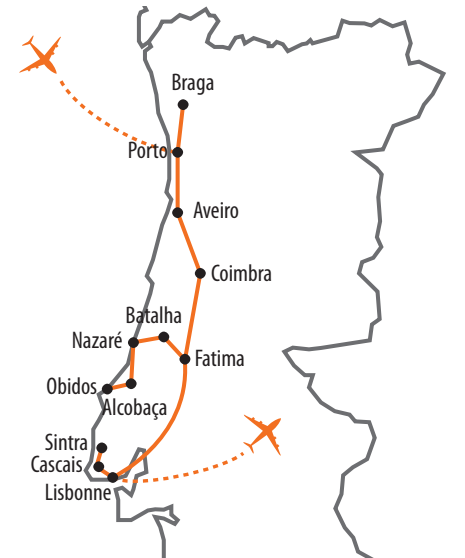 Braga
Porto
Aveiro
Coimbra
Batalha
Nazaré
Fatima
Obidos
Alcobaça
Sintra
Cascais
Lisbonne